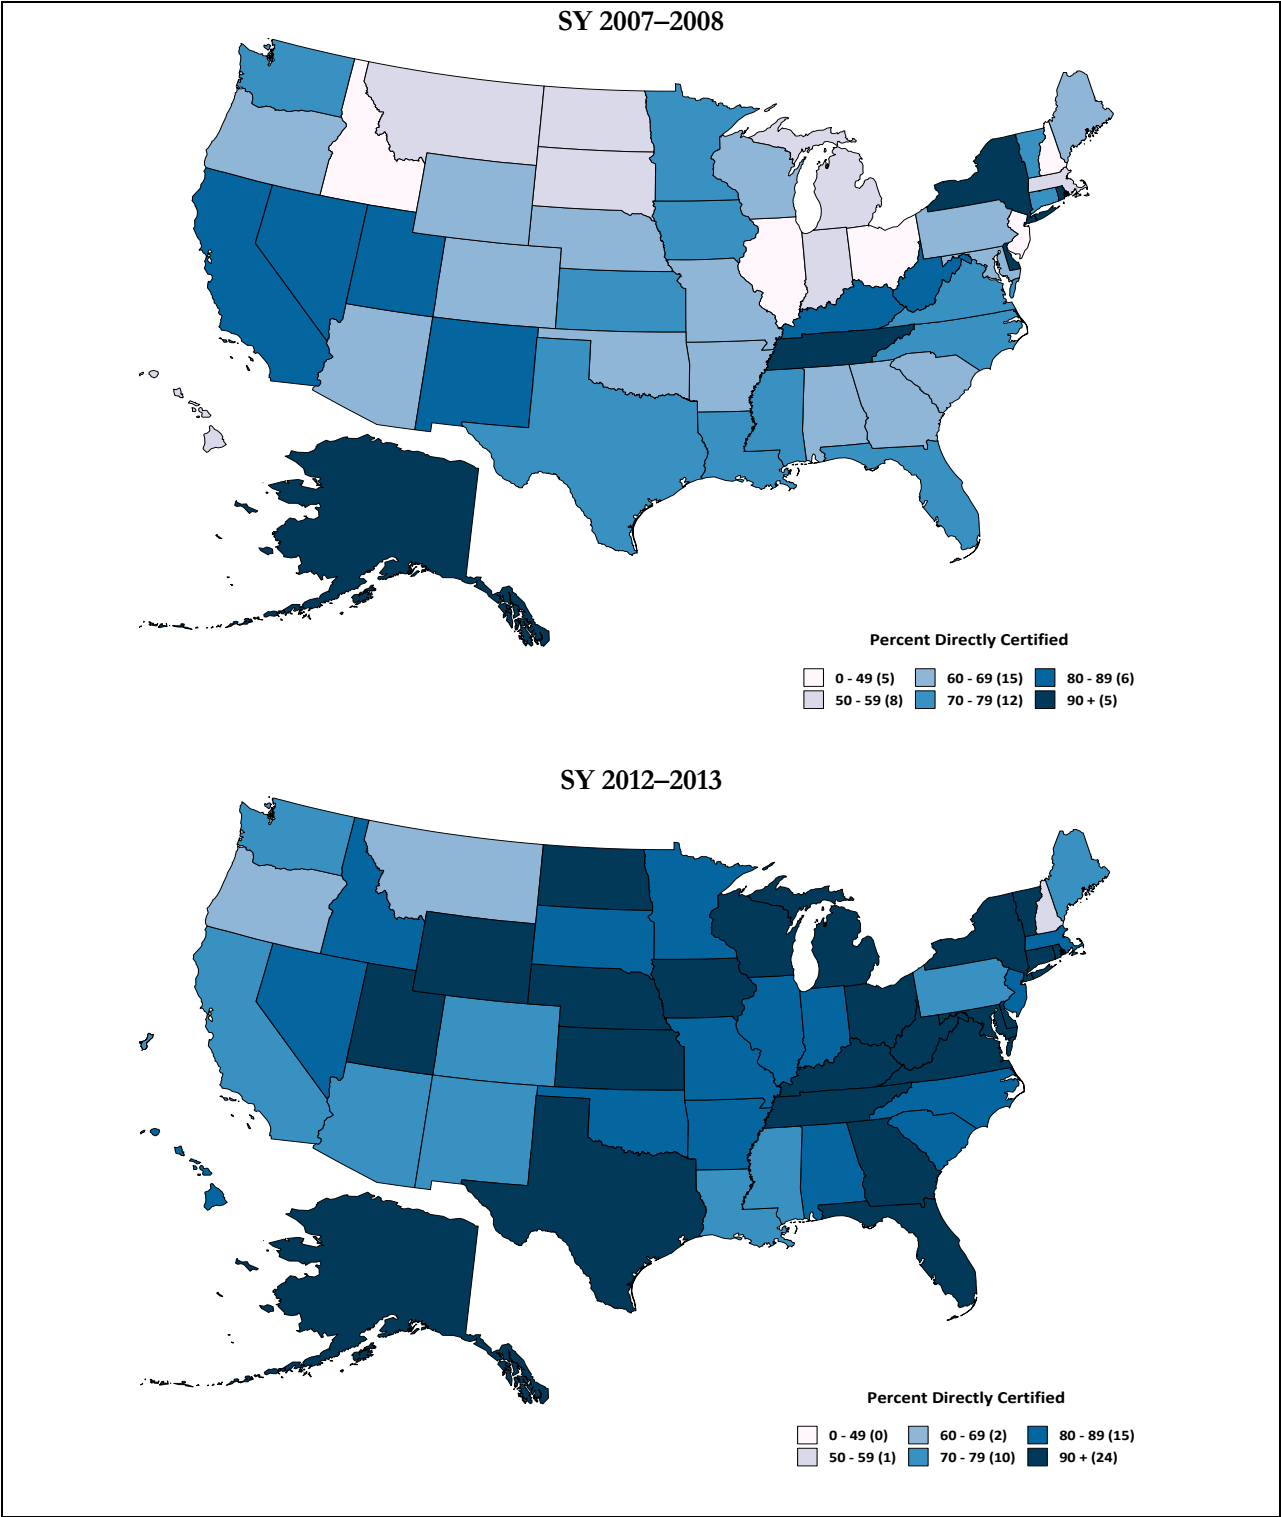 SY 2007–2008
Percent Directly Certified
0 - 49 (5) 60 - 69 (15) 80 - 89 (6)
50 - 59 (8) 70 - 79 (12) 90 + (5)
SY 2012–2013
Percent Directly Certified
0 - 49 (0) 60 - 69 (2) 80 - 89 (15)
50 - 59 (1) 70 - 79 (10) 90 + (24)